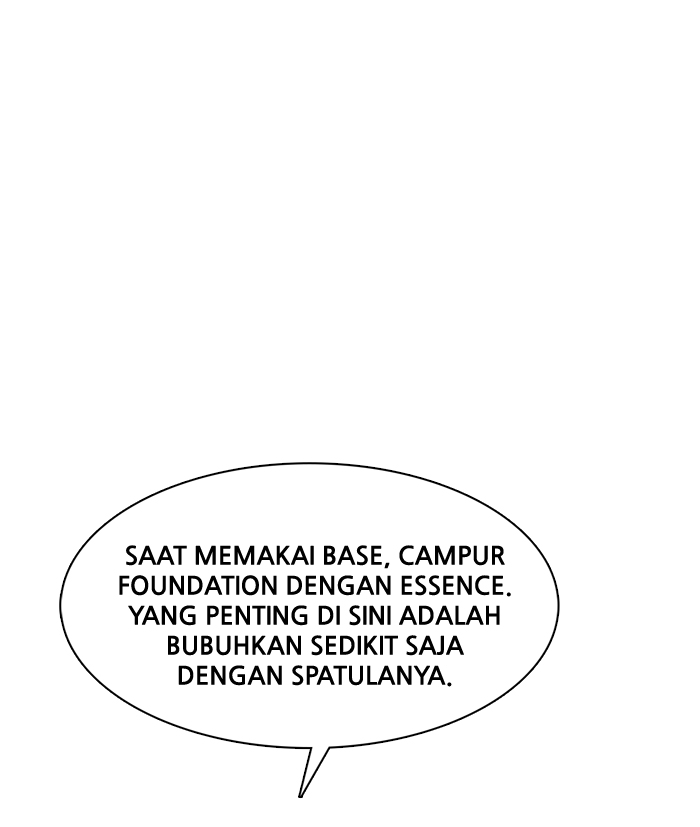 SAAT MEMAKAI BASE, CAMPUR
FOUNDATION DENGAN ESSENCE.
YANG PENTING DI SINI ADALAH
BUBUHKAN SEDIKIT SAJA
DENGAN SPATULANYA.